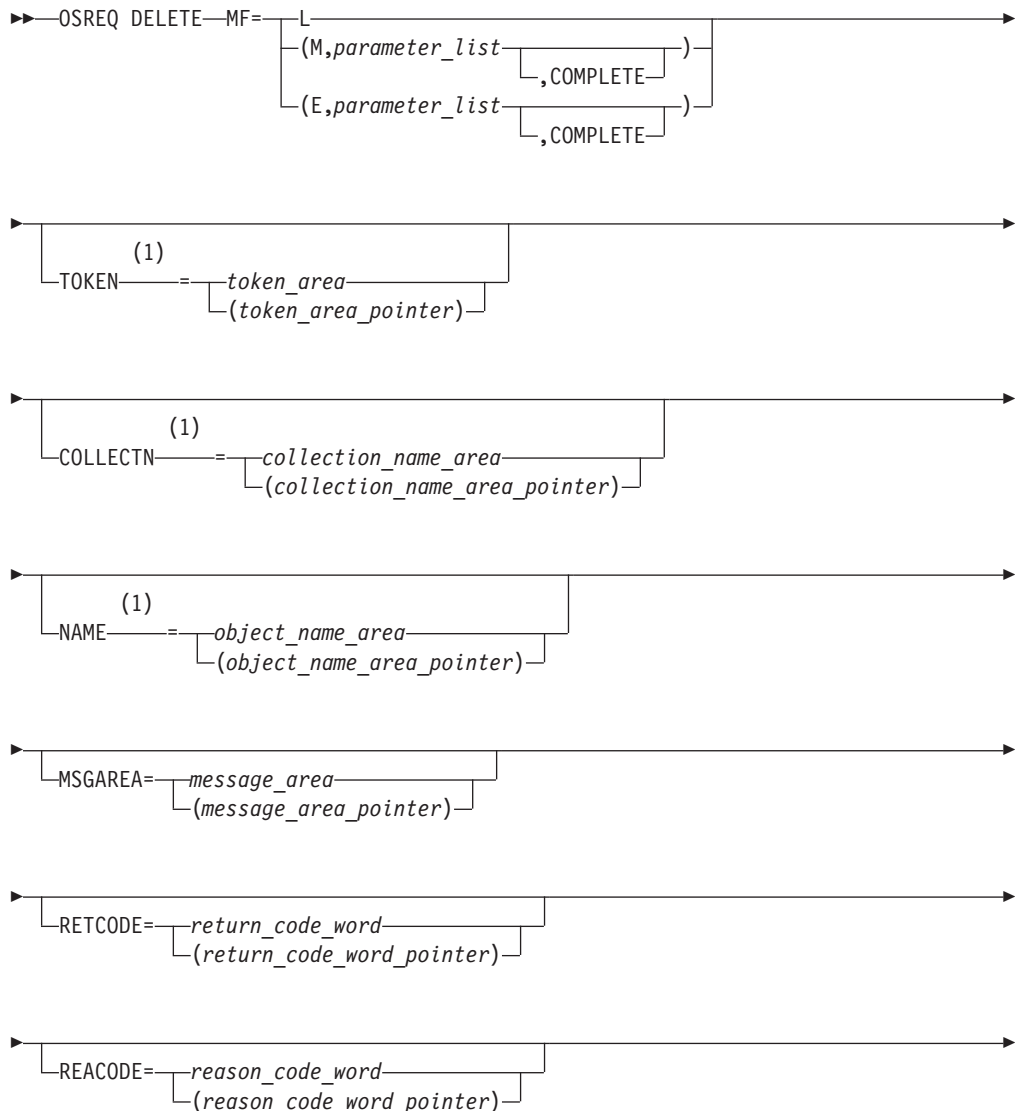 OSREQ DELETE MF= L
(M,parameter_list ,COMPLETE )
(E,parameter_list ,COMPLETE )
(1)
TOKEN = token_area
(token_area_pointer)
(1)
COLLECTN = collection_name_area
(collection_name_area_pointer)
(1)
NAME = object_name_area
(object_name_area_pointer)
MSGAREA= message_area
(message_area_pointer)
RETCODE= return_code_word
(return_code_word_pointer)
REACODE= reason_code_word
(reason_code_word_pointer)